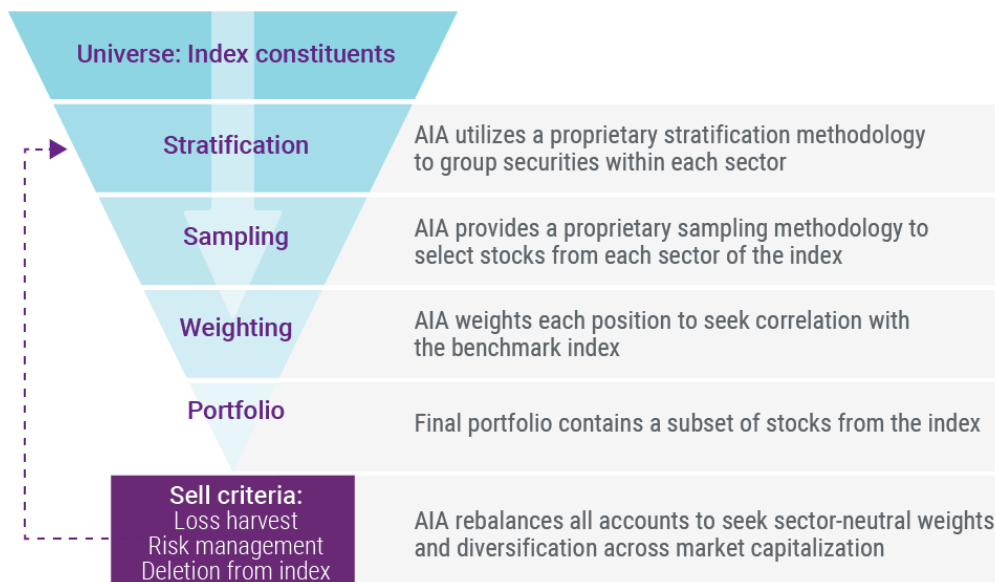 Universe: Index constituents
Stratification
AIA utilizes a proprietary stratification methodology
to group securities within each sector
Sampling
AIA provides a proprietary sampling methodology to
select stocks from each sector of the index
Weighting
AIA weights each position to seek correlation with
the benchmark index
Portfolio
Final portfolio contains a subset of stocks from the index
Sell criteria:
Loss harvest
Risk management
Deletion from index
AIA rebalances all accounts to seek sector-neutral weights
and diversification across market capitalization